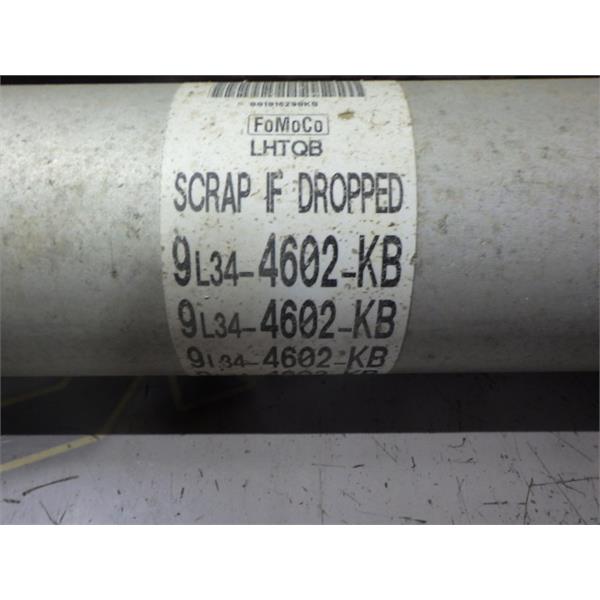 FoMoCo
LHTQB
SCRAP IF DROPPED
9L34-4602-KB
9L34-4602-KB
9L34-4602-KB